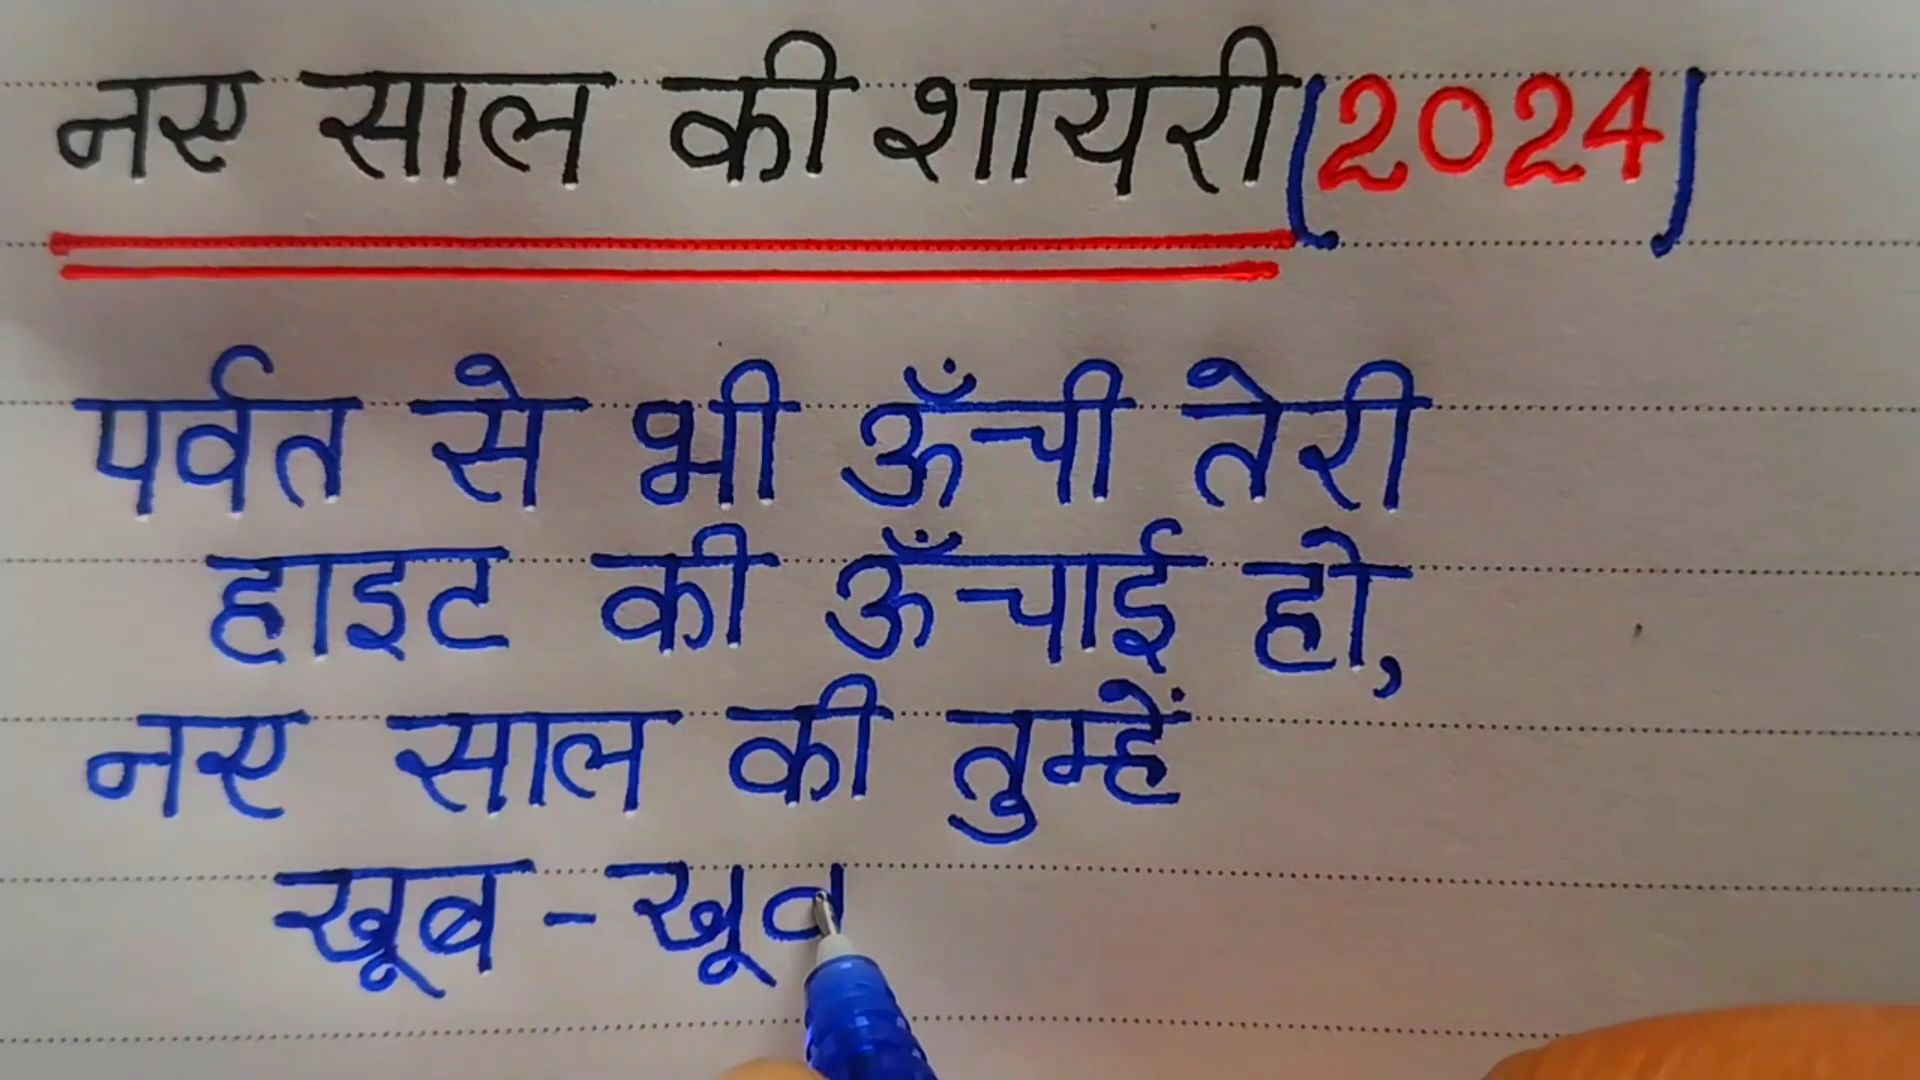 नए साल की शायरी (2024)
पर्वत से भी ऊँची तेरी
हाइट की ऊँचाई हो,
नए साल की तुम्हें
खूब - खूब